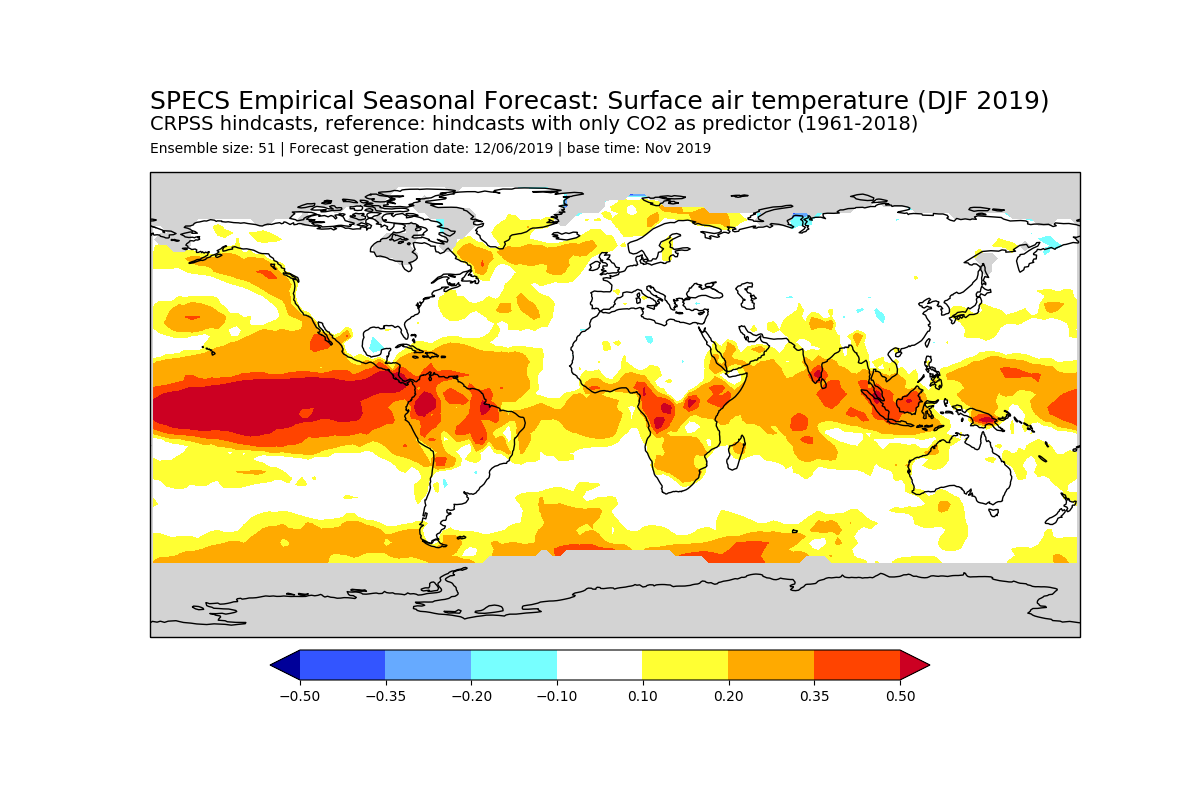 SPECS Empirical Seasonal Forecast: Surface air temperature (DJF 2019)
CRPSS hindcasts, reference: hindcasts with only CO2 as predictor (1961-2018)
Ensemble size: 51 | Forecast generation date: 12/06/2019 | base time: Nov 2019
−0.50 −0.35 −0.20 −0.10 0.10 0.20 0.35 0.50